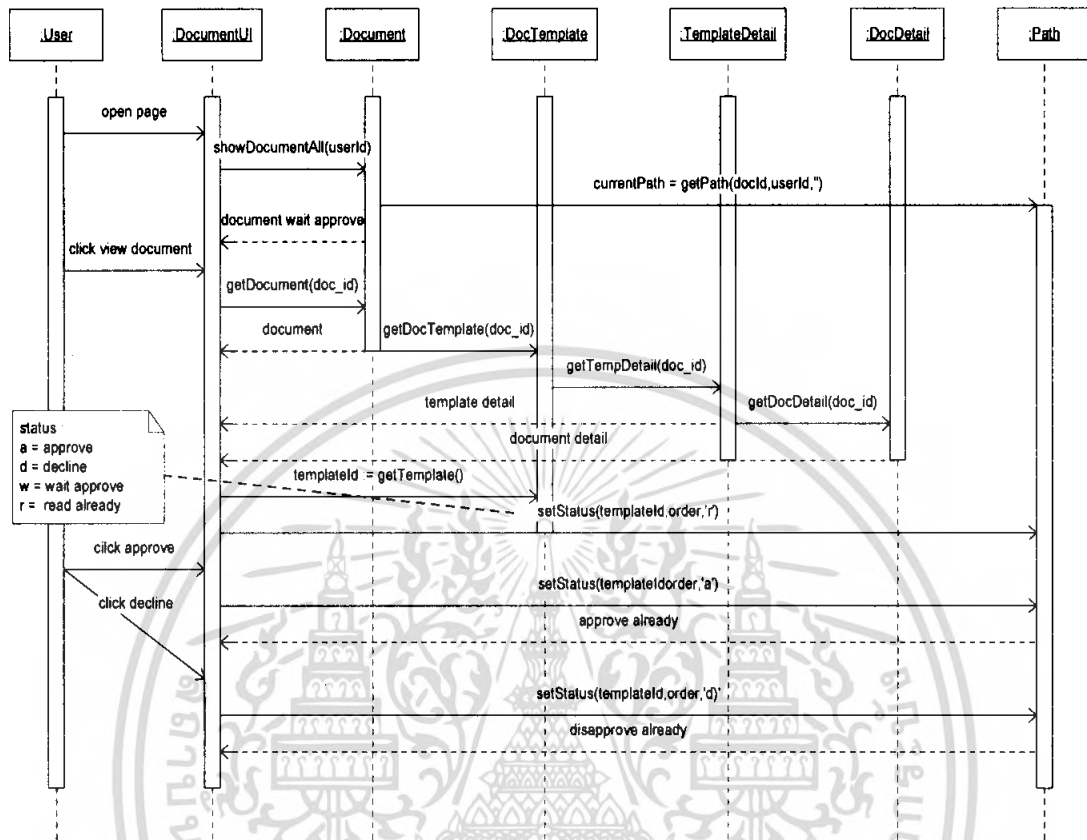 :User
:DocumentUI
:Document
:DocTemplate
:TemplateDetail
:DocDetail
:Path
open page
showDocumentAll(userId)
currentPath = getPath(docId,userId,'')
document wait approve
click view document
getDocument(doc_id)
document
getDocTemplate(doc_id)
getTempDetail(doc_id)
template detail
getDocDetail(doc_id)
document detail
status
a = approve
d = decline
w = wait approve
r = read already
templateId := getTemplate()
setStatus(templateId,order,'r')
cilck approve
setStatus(templateIdorder,'a')
click decline
approve already
setStatus(templateId,order,'d)'
disapprove already